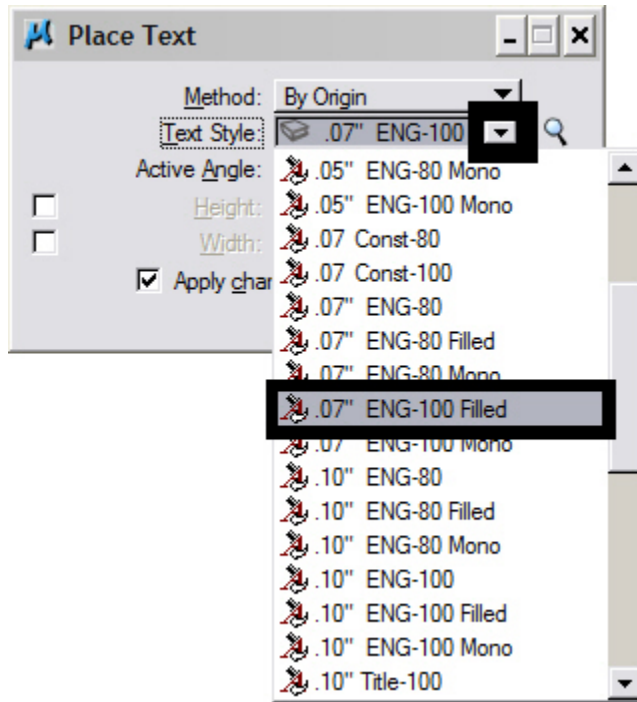 Place Text
Method: By Origin
Text Style: .07" ENG-100
Active Angle:
Height:
Width:
Apply char
.05" ENG-80 Mono
.05" ENG-100 Mono
.07 Const-80
.07 Const-100
.07" ENG-80
.07" ENG-80 Filled
.07" ENG-80 Mono
.07" ENG-100 Filled
.07" ENG-100 Mono
.10" ENG-80
.10" ENG-80 Filled
.10" ENG-80 Mono
.10" ENG-100
.10" ENG-100 Filled
.10" ENG-100 Mono
.10" Title-100